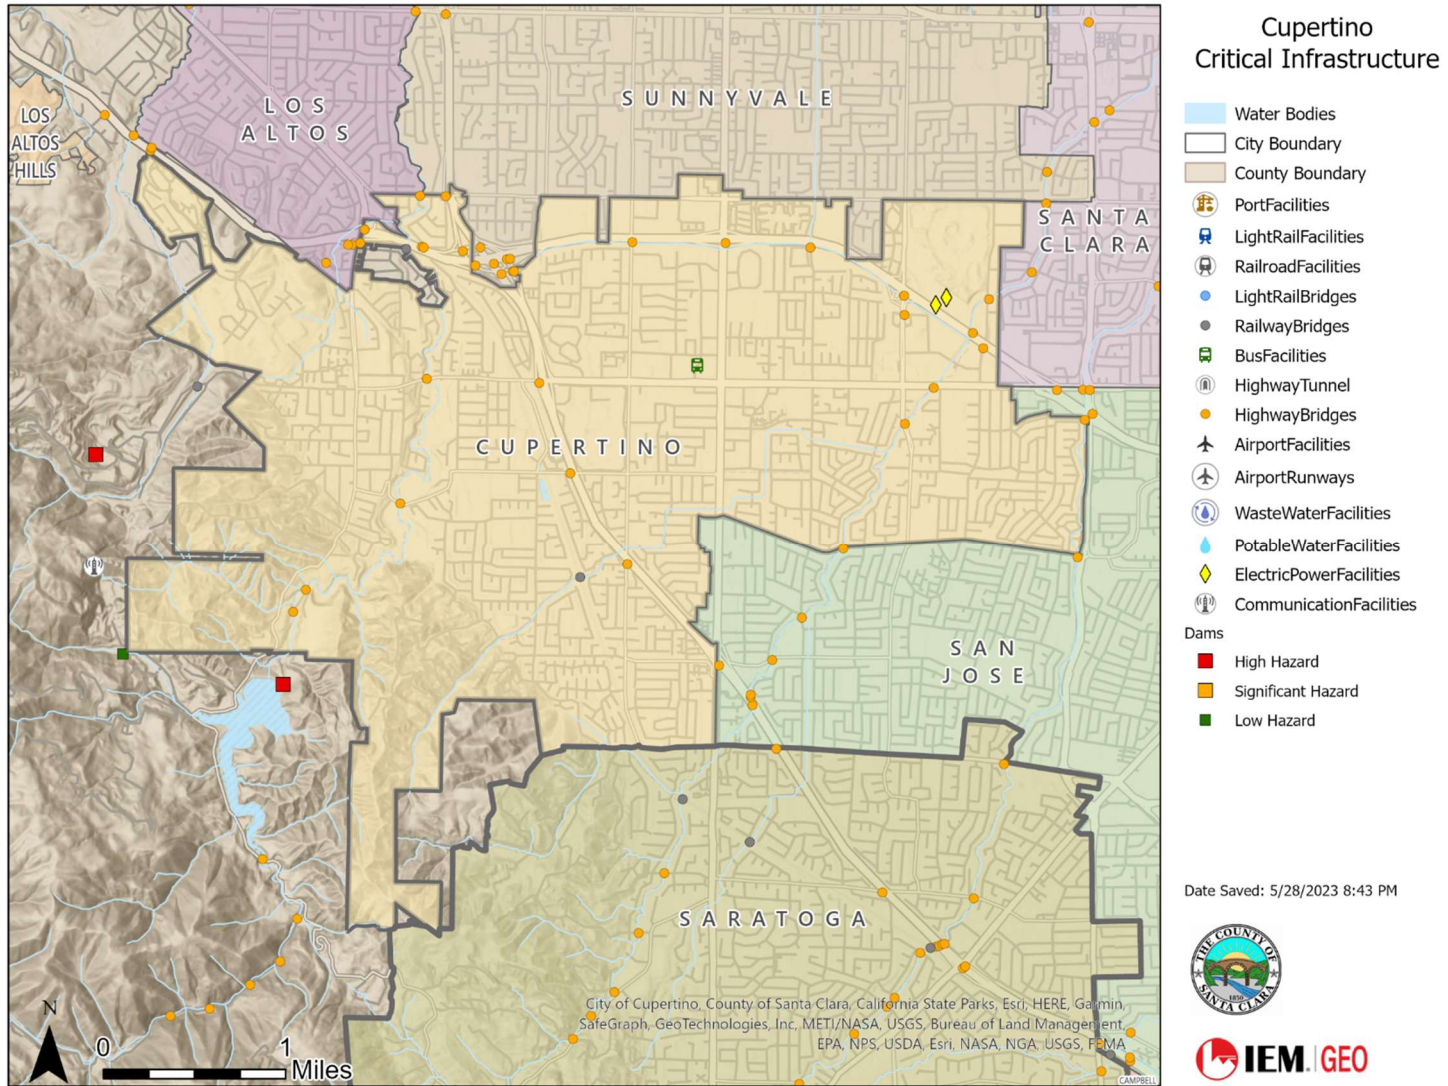 Cupertino
Critical Infrastructure
Water Bodies
City Boundary
County Boundary
PortFacilities
LightRailFacilities
RailroadFacilities
LightRailBridges
RailwayBridges
BusFacilities
HighwayTunnel
HighwayBridges
AirportFacilities
AirportRunways
WasteWaterFacilities
PotableWaterFacilities
ElectricPowerFacilities
CommunicationFacilities
Dams
High Hazard
Significant Hazard
Low Hazard
Date Saved: 5/28/2023 8:43 PM
THE COUNTY OF
SANTA CLARA
1850
IEM GEO
LOS
ALTOS
HILLS
LOS
ALTOS
SUNNYVALE
SANTA
CLARA
CUPERTINO
SAN
JOSE
SARATOGA
City of Cupertino, County of Santa Clara, California State Parks, Esri, HERE, Garmin,
SafeGraph, GeoTechnologies, Inc, METI/NASA, USGS, Bureau of Land Management,
EPA, NPS, USDA, Esri, NASA, NGA, USGS, FEMA
CAMPBELL
N
0 1
Miles